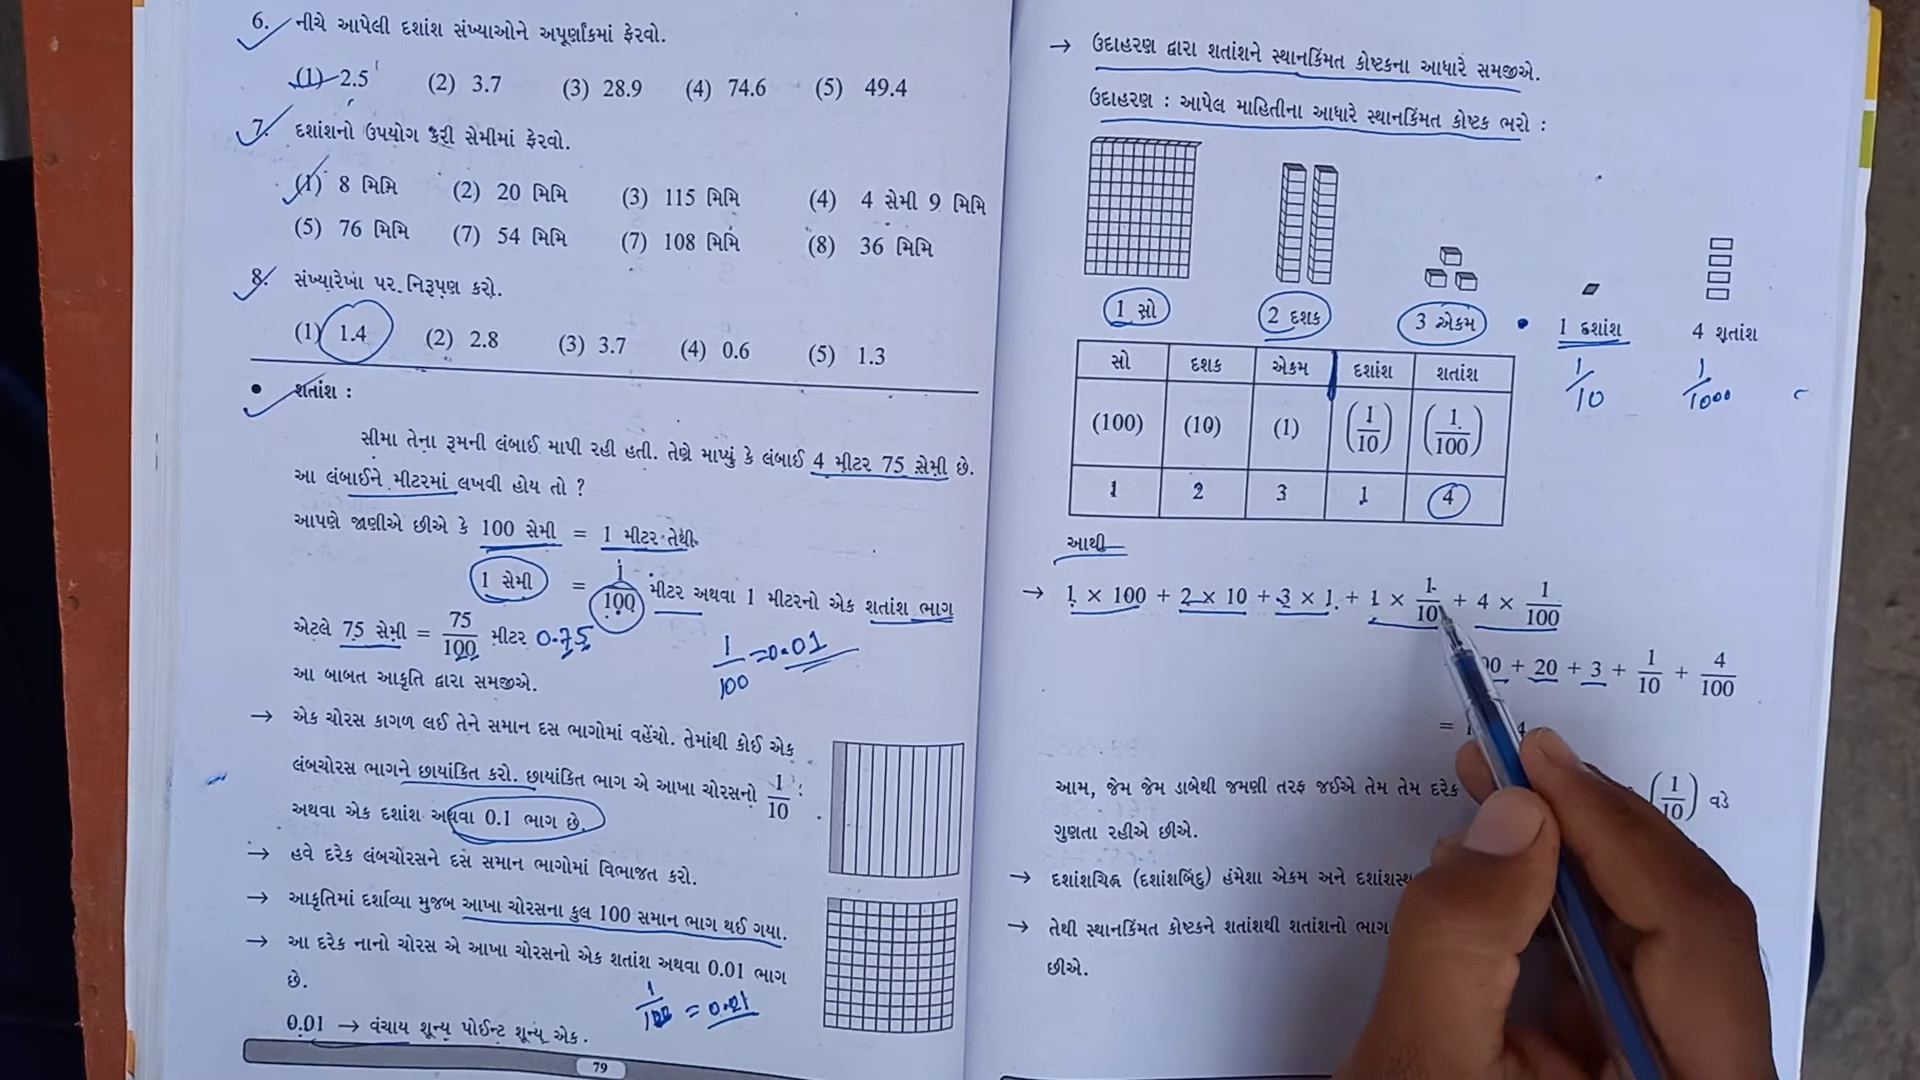 6. નીચે આપેલી દશાંશ સંખ્યાઓને અપૂર્ણાંકમાં ફેરવો.
(1) 2.5 (2) 3.7 (3) 28.9 (4) 74.6 (5) 49.4
7. દશાંશનો ઉપયોગ કરી સેમીમાં ફેરવો.
(1) 8 મિમિ (2) 20 મિમિ (3) 115 મિમિ (4) 4 સેમી 9 મિમિ
(5) 76 મિમિ (7) 54 મિમિ (7) 108 મિમિ (8) 36 મિમિ
8. સંખ્યારેખા પર નિરૂપણ કરો.
(1) 1.4 (2) 2.8 (3) 3.7 (4) 0.6 (5) 1.3
• શતાંશ :
સીમા તેના રૂમની લંબાઈ માપી રહી હતી. તેણે માપ્યું કે લંબાઈ 4 મીટર 75 સેમી છે.
આ લંબાઈને મીટરમાં લખવી હોય તો ?
આપણે જાણીએ છીએ કે 100 સેમી = 1 મીટર તેથી
1 સેમી = 1/100 મીટર અથવા 1 મીટરનો એક શતાંશ ભાગ
એટલે 75 સેમી = 75/100 મીટર 0.75
1/100 = 0.01
આ બાબત આકૃતિ દ્વારા સમજીએ.
→ એક ચોરસ કાગળ લઈ તેને સમાન દસ ભાગોમાં વહેંચો. તેમાંથી કોઈ એક
લંબચોરસ ભાગને છાયાંકિત કરો. છાયાંકિત ભાગ એ આખા ચોરસનો 1/10
અથવા એક દશાંશ અથવા 0.1 ભાગ છે.
→ હવે દરેક લંબચોરસને દસ સમાન ભાગોમાં વિભાજત કરો.
→ આકૃતિમાં દર્શાવ્યા મુજબ આખા ચોરસના કુલ 100 સમાન ભાગ થઈ ગયા.
→ આ દરેક નાનો ચોરસ એ આખા ચોરસનો એક શતાંશ અથવા 0.01 ભાગ
છે.
1/100 = 0.01
0.01 → વંચાય શૂન્ય પોઈન્ટ શૂન્ય એક.
79
→ ઉદાહરણ દ્વારા શતાંશને સ્થાનકિંમત કોષ્ટકના આધારે સમજીએ.
ઉદાહરણ : આપેલ માહિતીના આધારે સ્થાનકિંમત કોષ્ટક ભરો :
1 સો 2 દશક 3 એકમ • 1 દશાંશ 4 શતાંશ
1/10 1/1000
સો દશક એકમ દશાંશ શતાંશ
(100) (10) (1) (1/10) (1/100)
1 2 3 1 4
આથી
→ 1 × 100 + 2 × 10 + 3 × 1 + 1 × 1/10 + 4 × 1/100
+ 20 + 3 + 1/10 + 4/100
=
આમ, જેમ જેમ ડાબેથી જમણી તરફ જઈએ તેમ તેમ દરેક (1/10) વડે
ગુણતા રહીએ છીએ.
→ દશાંશચિહ્ન (દશાંશબિંદુ) હંમેશા એકમ અને
→ તેથી સ્થાનકિંમત કોષ્ટકને શતાંશથી શતાંશનો ભાગ
છીએ.